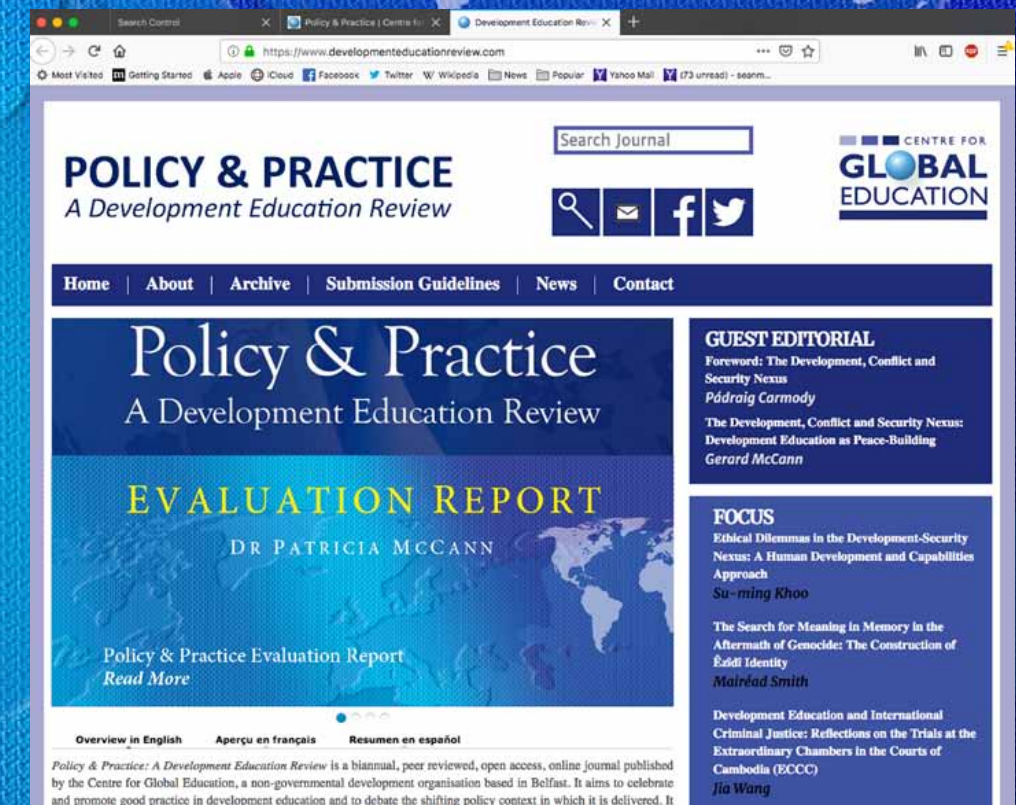 Search Control
Policy & Practice | Centre for
Development Education Rev
https://www.developmenteducationreview.com
Most Visited Getting Started Apple iCloud Facebook Twitter Wikipedia News Popular Yahoo Mail (73 unread) - seanm...
POLICY & PRACTICE
A Development Education Review
Search Journal
CENTRE FOR
GLOBAL
EDUCATION
Home | About | Archive | Submission Guidelines | News | Contact
Policy & Practice
A Development Education Review
EVALUATION REPORT
DR PATRICIA MCCANN
Policy & Practice Evaluation Report
Read More
Overview in English Aperçu en français Resumen en español
Policy & Practice: A Development Education Review is a biannual, peer reviewed, open access, online journal published
by the Centre for Global Education, a non-governmental development organisation based in Belfast. It aims to celebrate
and promote good practice in development education and to debate the shifting policy context in which it is delivered. It
GUEST EDITORIAL
Foreword: The Development, Conflict and
Security Nexus
Pádraig Carmody
The Development, Conflict and Security Nexus:
Development Education as Peace-Building
Gerard McCann
FOCUS
Ethical Dilemmas in the Development-Security
Nexus: A Human Development and Capabilities
Approach
Su-ming Khoo
The Search for Meaning in Memory in the
Aftermath of Genocide: The Construction of
Êzîdî Identity
Mairéad Smith
Development Education and International
Criminal Justice: Reflections on the Trials at the
Extraordinary Chambers in the Courts of
Cambodia (ECCC)
Jia Wang